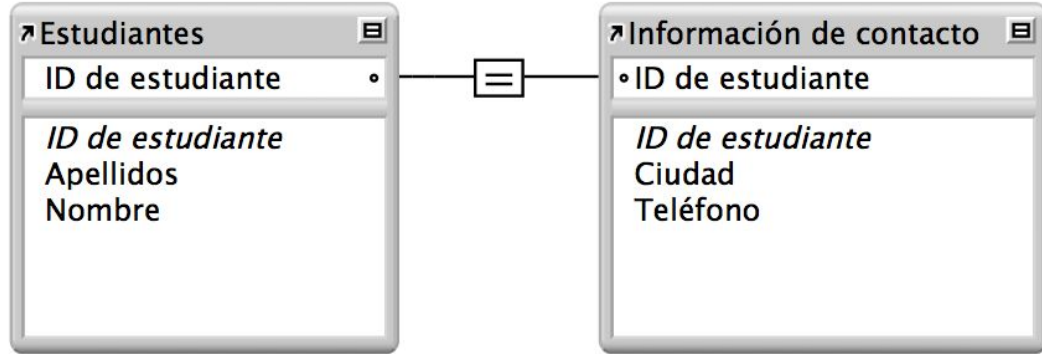 Estudiantes
ID de estudiante
ID de estudiante
Apellidos
Nombre
=
Información de contacto
ID de estudiante
ID de estudiante
Ciudad
Teléfono